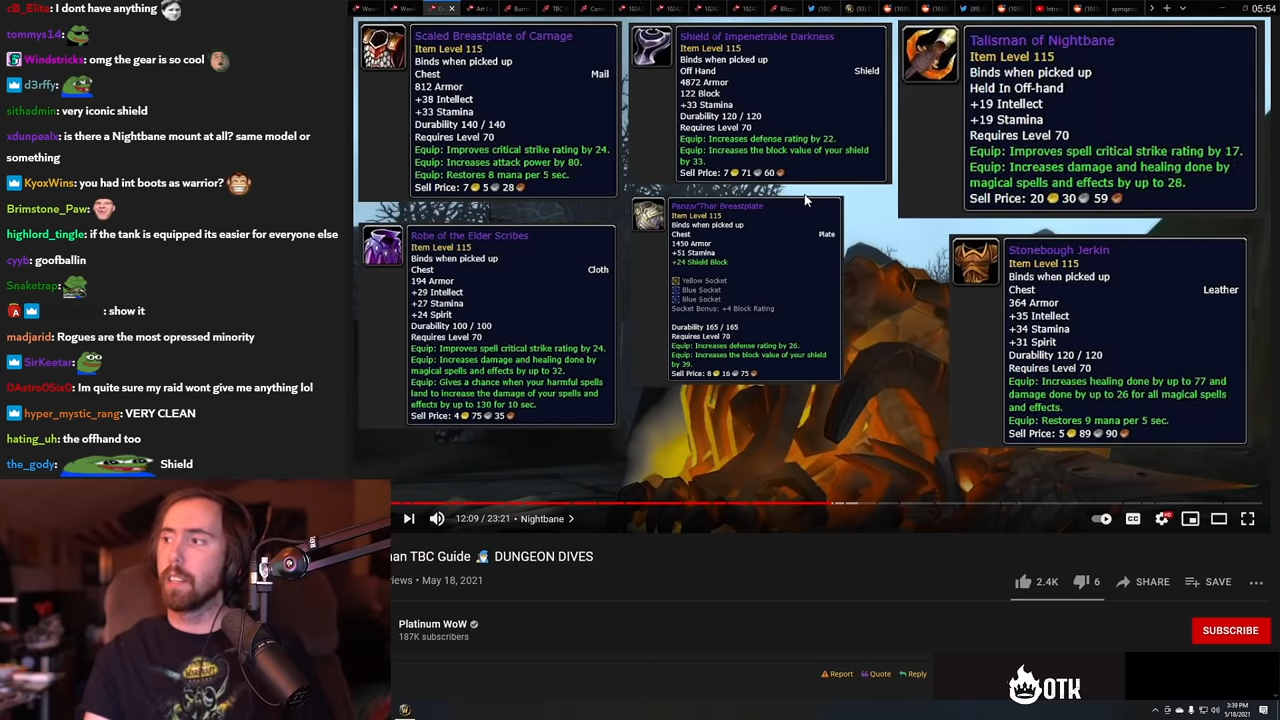 cB_Elite: I dont have anything
tommys14:
Windstricks: omg the gear is so cool
d3rffy:
sithadmin: very iconic shield
xdunpealx: is there a Nightbane mount at all? same model or
something
KyoxWins: you had int boots as warrior?
Brimstone_Paw:
highlord_tingle: if the tank is equipped its easier for everyone else
cyyb: goofballin
Snaketrap:
: show it
madjarid: Rogues are the most opressed minority
SirKeetar:
0Astro0Six0: Im quite sure my raid wont give me anything lol
hyper_mystic_rang: VERY CLEAN
hating_uh: the offhand too
the_gody: Shield
05:54
Scaled Breastplate of Carnage
Item Level 115
Binds when picked up
Chest Mail
812 Armor
+38 Intellect
+33 Stamina
Durability 140 / 140
Requires Level 70
Equip: Improves critical strike rating by 24.
Equip: Increases attack power by 80.
Equip: Restores 8 mana per 5 sec.
Sell Price: 7 5 28
Shield of Impenetrable Darkness
Item Level 115
Binds when picked up
Off Hand Shield
4872 Armor
122 Block
+33 Stamina
Durability 120 / 120
Requires Level 70
Equip: Increases defense rating by 22.
Equip: Increases the block value of your shield
by 33.
Sell Price: 7 71 60
Talisman of Nightbane
Item Level 115
Binds when picked up
Held In Off-hand
+19 Intellect
+19 Stamina
Requires Level 70
Equip: Improves spell critical strike rating by 17.
Equip: Increases damage and healing done by
magical spells and effects by up to 28.
Sell Price: 20 30 59
Robe of the Elder Scribes
Item Level 115
Binds when picked up
Chest Cloth
194 Armor
+29 Intellect
+27 Stamina
+24 Spirit
Durability 100 / 100
Requires Level 70
Equip: Improves spell critical strike rating by 24.
Equip: Increases damage and healing done by
magical spells and effects by up to 32.
Equip: Gives a chance when your harmful spells
land to increase the damage of your spells and
effects by up to 130 for 10 sec.
Sell Price: 4 75 35
Panzar'Thar Breastplate
Item Level 115
Binds when picked up
Chest Plate
1450 Armor
+51 Stamina
+24 Shield Block
Yellow Socket
Blue Socket
Blue Socket
Socket Bonus: +4 Block Rating
Durability 165 / 165
Requires Level 70
Equip: Increases defense rating by 26.
Equip: Increases the block value of your shield
by 39.
Sell Price: 8 16 75
Stonebough Jerkin
Item Level 115
Binds when picked up
Chest Leather
364 Armor
+35 Intellect
+34 Stamina
+31 Spirit
Durability 120 / 120
Requires Level 70
Equip: Increases healing done by up to 77 and
damage done by up to 26 for all magical spells
and effects.
Equip: Restores 9 mana per 5 sec.
Sell Price: 5 89 90
12:09 / 23:21 • Nightbane
CC
HD
an TBC Guide DUNGEON DIVES
iews • May 18, 2021
2.4K 6 SHARE SAVE
Platinum WoW
187K subscribers
SUBSCRIBE
Report Quote Reply
OTK
3:39 PM
5/18/2021